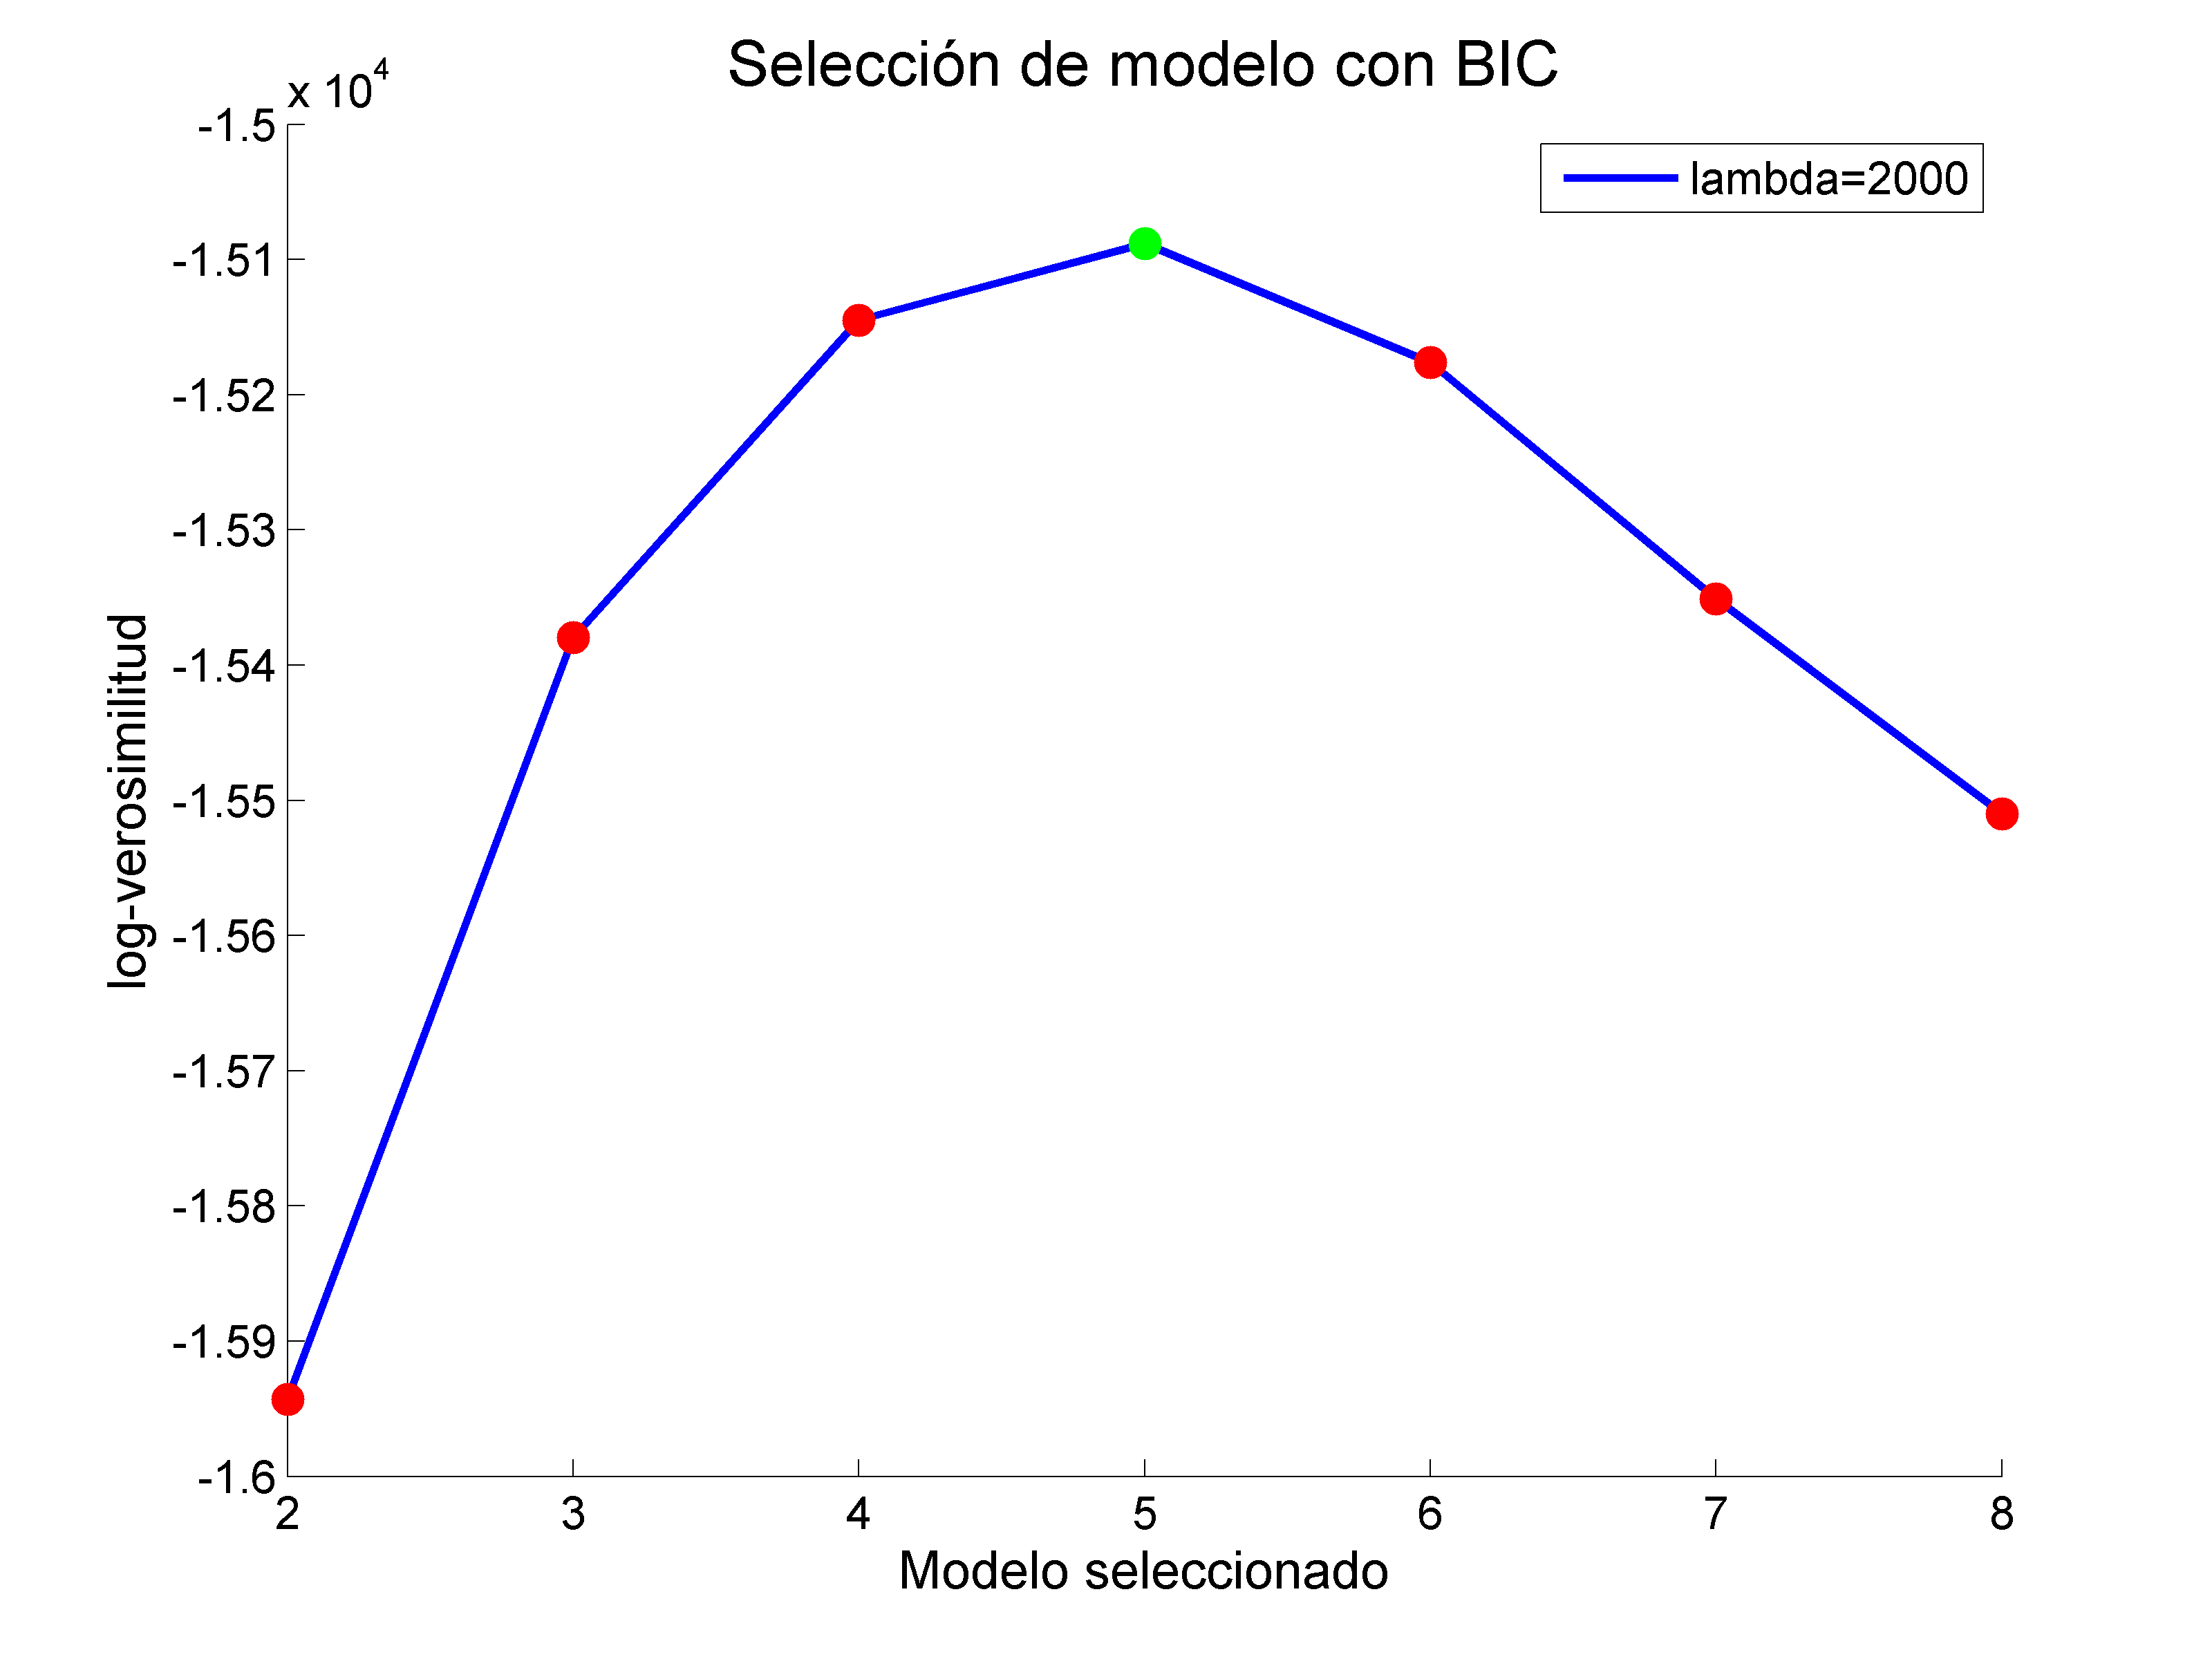 Selección de modelo con BIC
x 10^4
lambda=2000
-1.5
-1.51
-1.52
-1.53
-1.54
-1.55
-1.56
-1.57
-1.58
-1.59
-1.6
log-verosimilitud
2 3 4 5 6 7 8
Modelo seleccionado